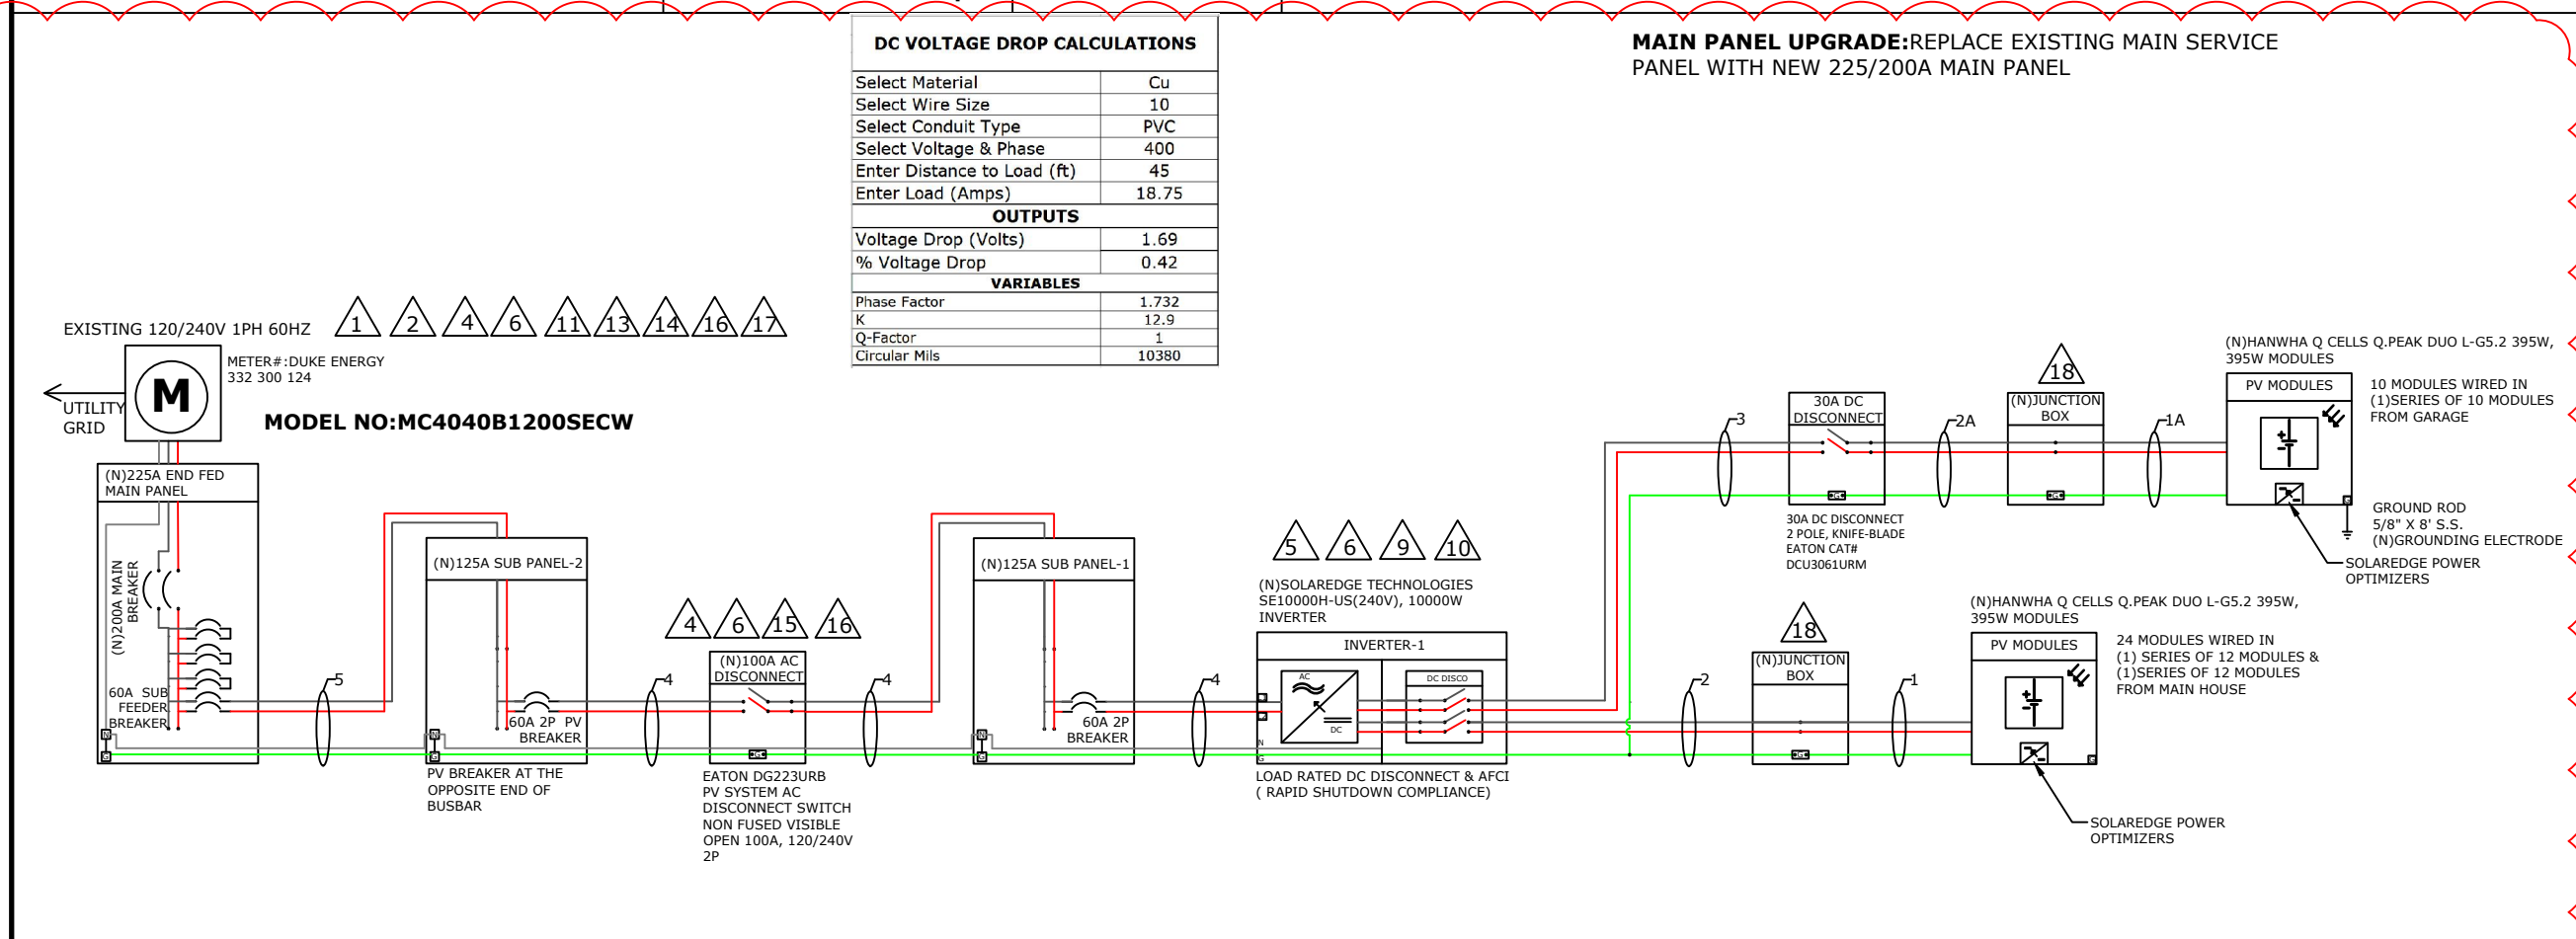 DC VOLTAGE DROP CALCULATIONS
Select Material Cu
Select Wire Size 10
Select Conduit Type PVC
Select Voltage & Phase 400
Enter Distance to Load (ft) 45
Enter Load (Amps) 18.75
OUTPUTS
Voltage Drop (Volts) 1.69
% Voltage Drop 0.42
VARIABLES
Phase Factor 1.732
K 12.9
Q-Factor 1
Circular Mils 10380
MAIN PANEL UPGRADE:REPLACE EXISTING MAIN SERVICE
PANEL WITH NEW 225/200A MAIN PANEL
EXISTING 120/240V 1PH 60HZ
1 2 4 6 11 13 14 16 17
METER#:DUKE ENERGY
332 300 124
M
UTILITY
GRID
MODEL NO:MC4040B1200SECW
(N)225A END FED
MAIN PANEL
(N)200A MAIN
BREAKER
60A SUB
FEEDER
BREAKER
N
G
5
(N)125A SUB PANEL-2
60A 2P PV
BREAKER
N
G
PV BREAKER AT THE
OPPOSITE END OF
BUSBAR
4
4 6 15 16
(N)100A AC
DISCONNECT
G
EATON DG223URB
PV SYSTEM AC
DISCONNECT SWITCH
NON FUSED VISIBLE
OPEN 100A, 120/240V
2P
4
(N)125A SUB PANEL-1
60A 2P
BREAKER
N
G
4
5 6 9 10
(N)SOLAREDGE TECHNOLOGIES
SE10000H-US(240V), 10000W
INVERTER
INVERTER-1
AC
DC
DC DISCO
N
G
LOAD RATED DC DISCONNECT & AFCI
( RAPID SHUTDOWN COMPLIANCE)
3
30A DC
DISCONNECT
G
30A DC DISCONNECT
2 POLE, KNIFE-BLADE
EATON CAT#
DCU3061URM
2A
18
(N)JUNCTION
BOX
G
1A
(N)HANWHA Q CELLS Q.PEAK DUO L-G5.2 395W,
395W MODULES
PV MODULES
G
10 MODULES WIRED IN
(1)SERIES OF 10 MODULES
FROM GARAGE
GROUND ROD
5/8" X 8' S.S.
(N)GROUNDING ELECTRODE
SOLAREDGE POWER
OPTIMIZERS
2
18
(N)JUNCTION
BOX
G
1
(N)HANWHA Q CELLS Q.PEAK DUO L-G5.2 395W,
395W MODULES
PV MODULES
G
24 MODULES WIRED IN
(1) SERIES OF 12 MODULES &
(1)SERIES OF 12 MODULES
FROM MAIN HOUSE
SOLAREDGE POWER
OPTIMIZERS